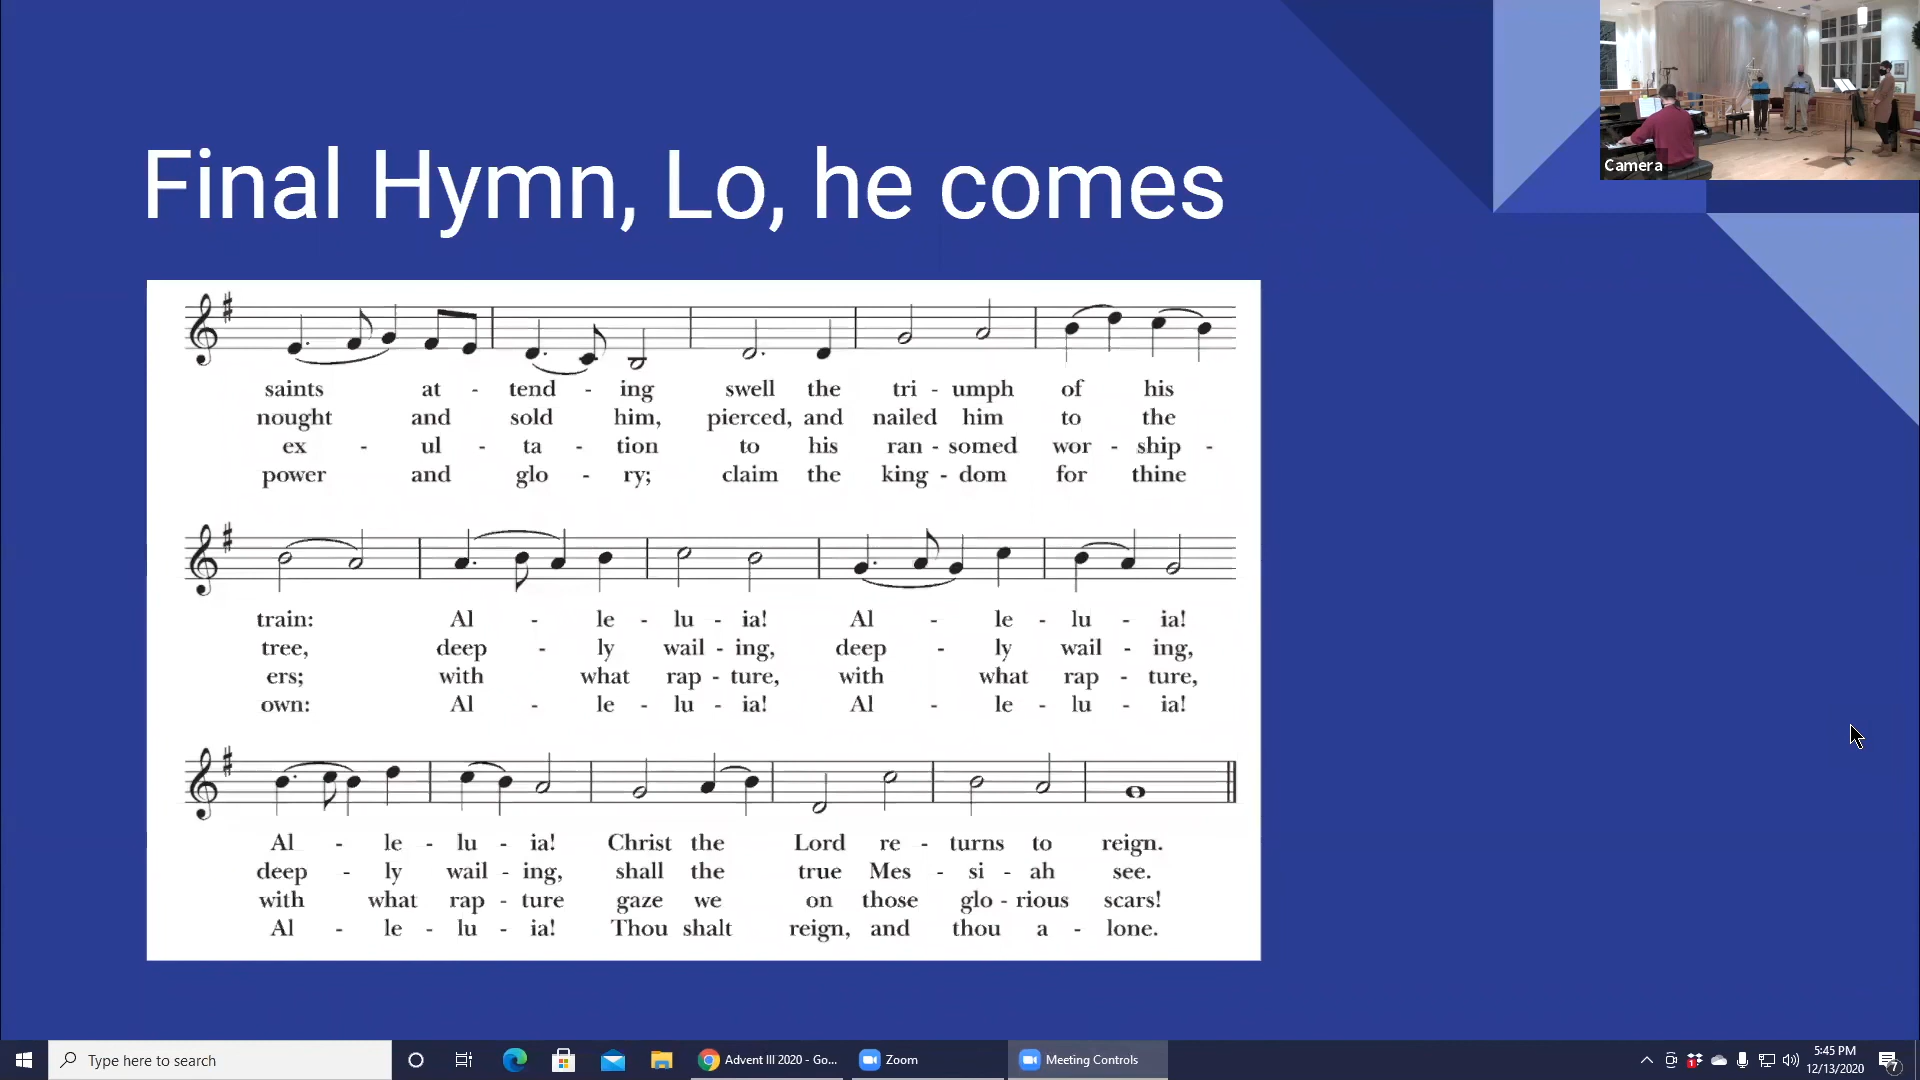 Camera
Final Hymn, Lo, he comes
saints at - tend - ing swell the tri - umph of his
nought and sold him, pierced, and nailed him to the
ex - ul - ta - tion to his ran - somed wor - ship -
power and glo - ry; claim the king - dom for thine
train: Al - le - lu - ia! Al - le - lu - ia!
tree, deep - ly wail - ing, deep - ly wail - ing,
ers; with what rap - ture, with what rap - ture,
own: Al - le - lu - ia! Al - le - lu - ia!
Al - le - lu - ia! Christ the Lord re - turns to reign.
deep - ly wail - ing, shall the true Mes - si - ah see.
with what rap - ture gaze we on those glo - rious scars!
Al - le - lu - ia! Thou shalt reign, and thou a - lone.
Type here to search
Advent III 2020 - Go...
Zoom
Meeting Controls
1
5:45 PM
12/13/2020
7